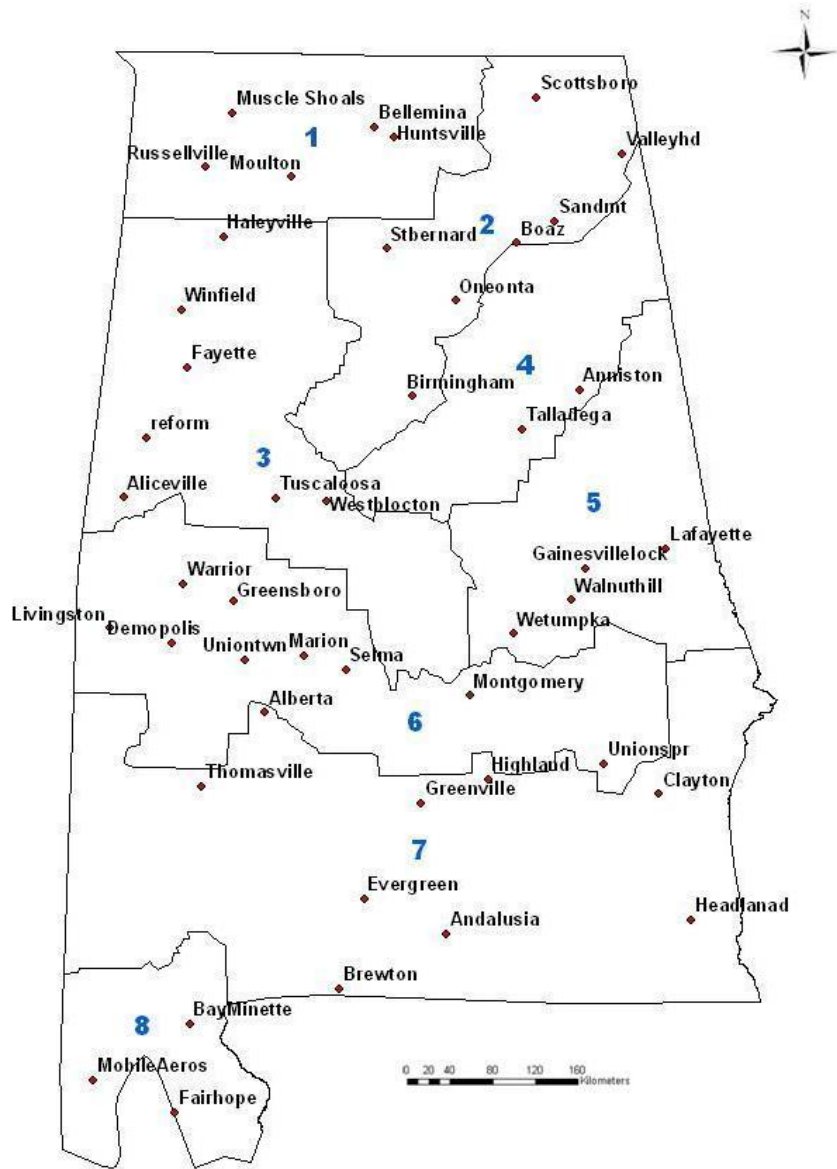 N
Scottsboro
Muscle Shoals
Bellemina
1
Huntsville
Valleyhd
Russellville
Moulton
Sandmt
Haleyville
2
Boaz
Stbernard
Oneonta
Winfield
Fayette
4
Birmingham
Anniston
reform
Talladega
3
Aliceville
Tuscaloosa
Westblocton
5
Lafayette
Gainesvillelock
Warrior
Greensboro
Walnuthill
Livingston
Demopolis
Wetumpka
Uniontwn
Marion
Selma
Montgomery
Alberta
6
Unionspr
Highland
Thomasville
Greenville
Clayton
7
Evergreen
Headlanad
Andalusia
Brewton
BayMinette
8
MobileAeros
0 20 40 80 120 160
Kilometers
Fairhope